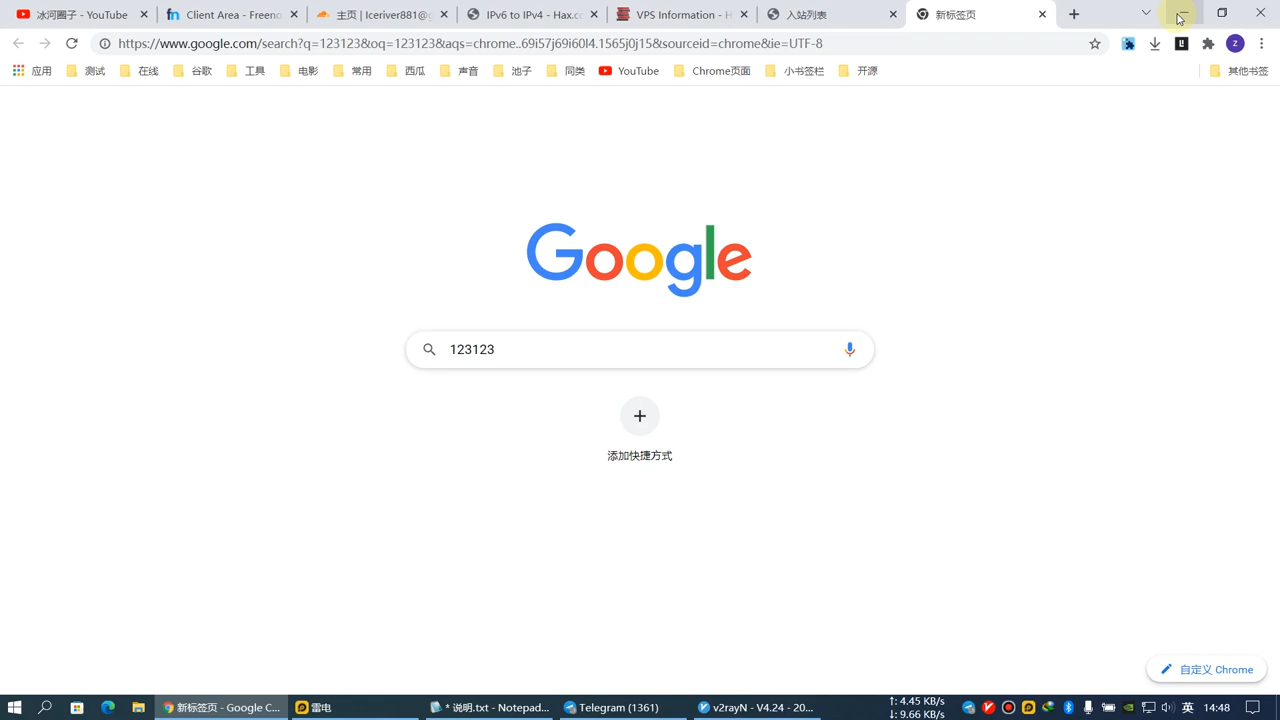 冰河圈子 - YouTube
Client Area - Freeno
主页 | Iceriver881@g
IPv6 to IPv4 - Hax.c
VPS Information - H
入站列表
新标签页
https://www.google.com/search?q=123123&oq=123123&aqs=chrome..69i57j69i60l4.1565j0j15&sourceid=chrome&ie=UTF-8
应用
测试
在线
谷歌
工具
电影
常用
西瓜
声音
池子
同类
YouTube
Chrome页面
小书签栏
开源
其他书签
Google
123123
添加快捷方式
自定义 Chrome
新标签页 - Google C...
雷电
* 说明.txt - Notepad...
Telegram (1361)
v2rayN - V4.24 - 20...
↑: 4.45 KB/s
↓: 9.66 KB/s
英
14:48